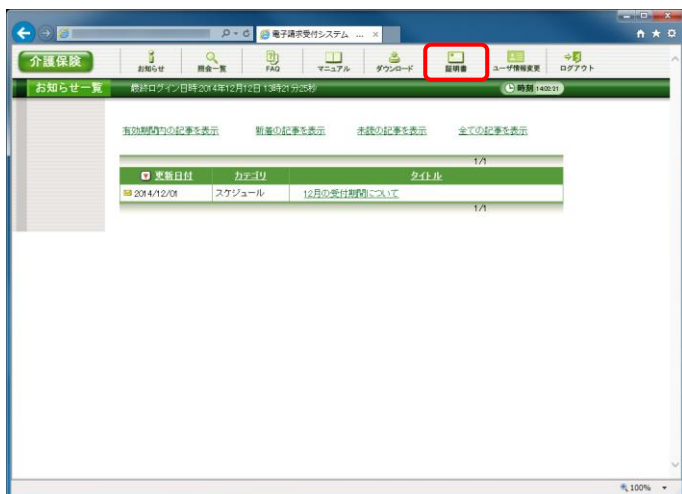 電子請求受付システム ...
介護保険
お知らせ
照会一覧
FAQ
マニュアル
ダウンロード
証明書
ユーザ情報変更
ログアウト
お知らせ一覧
最終ログイン日時:2014年12月12日 13時21分25秒
時刻 14:02:31
有効期間内の記事を表示 新着の記事を表示 未読の記事を表示 全ての記事を表示
1/1
更新日付 カテゴリ タイトル
2014/12/01 スケジュール 12月の受付期間について
1/1
100%